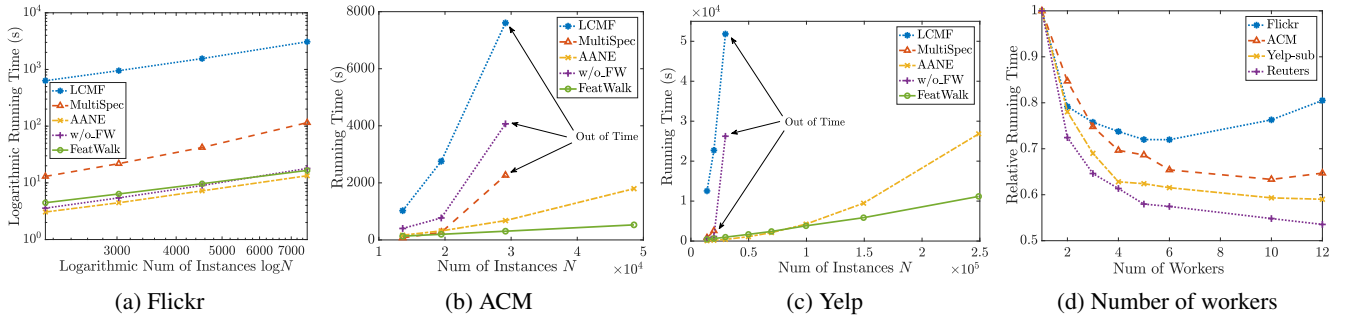 Logarithmic Running Time (s)
10^4
10^3
10^2
10^1
10^0
LCMF
MultiSpec
AANE
w/o_FW
FeatWalk
3000 4000 5000 6000 7000
Logarithmic Num of Instances logN
(a) Flickr
Running Time (s)
8000
6000
4000
2000
0
LCMF
MultiSpec
AANE
w/o_FW
FeatWalk
Out of Time
1 2 3 4 5
×10^4
Num of Instances N
(b) ACM
Running Time (s)
×10^4
5
4
3
2
1
0
LCMF
MultiSpec
AANE
w/o_FW
FeatWalk
Out of Time
0 0.5 1 1.5 2 2.5
×10^5
Num of Instances N
(c) Yelp
Relative Running Time
1
0.9
0.8
0.7
0.6
0.5
Flickr
ACM
Yelp-sub
Reuters
2 4 6 8 10 12
Num of Workers
(d) Number of workers